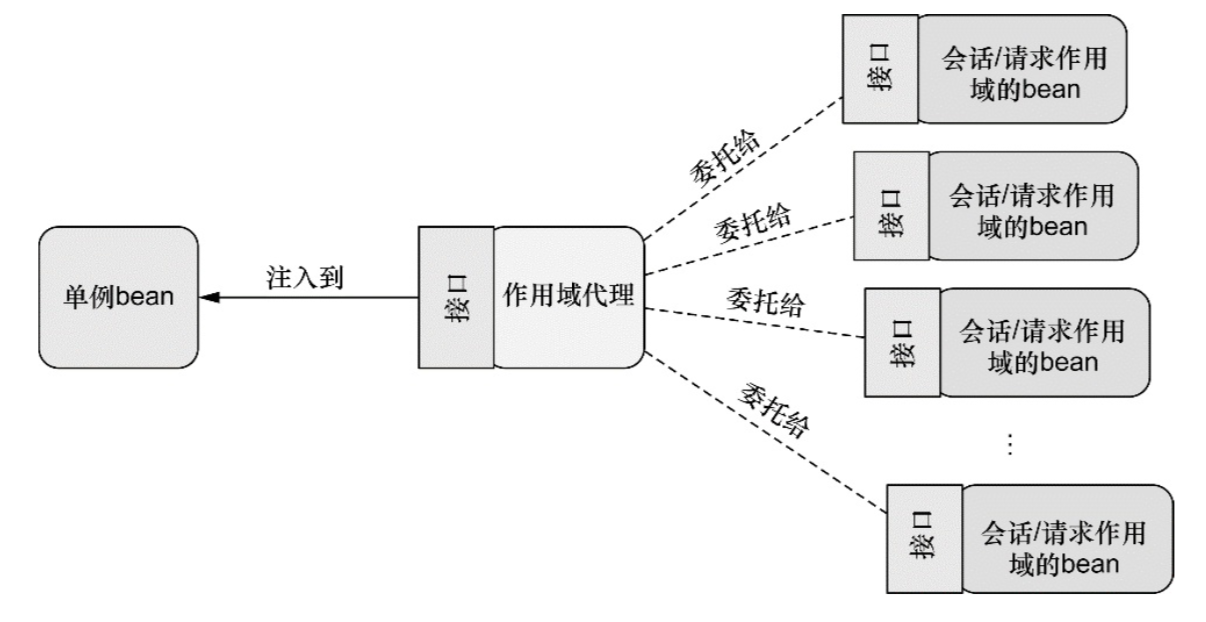 单例bean
注入到
接口
作用域代理
委托给
接口
会话/请求作用
域的bean
委托给
接口
会话/请求作用
域的bean
委托给
接口
会话/请求作用
域的bean
⋮
委托给
接口
会话/请求作用
域的bean